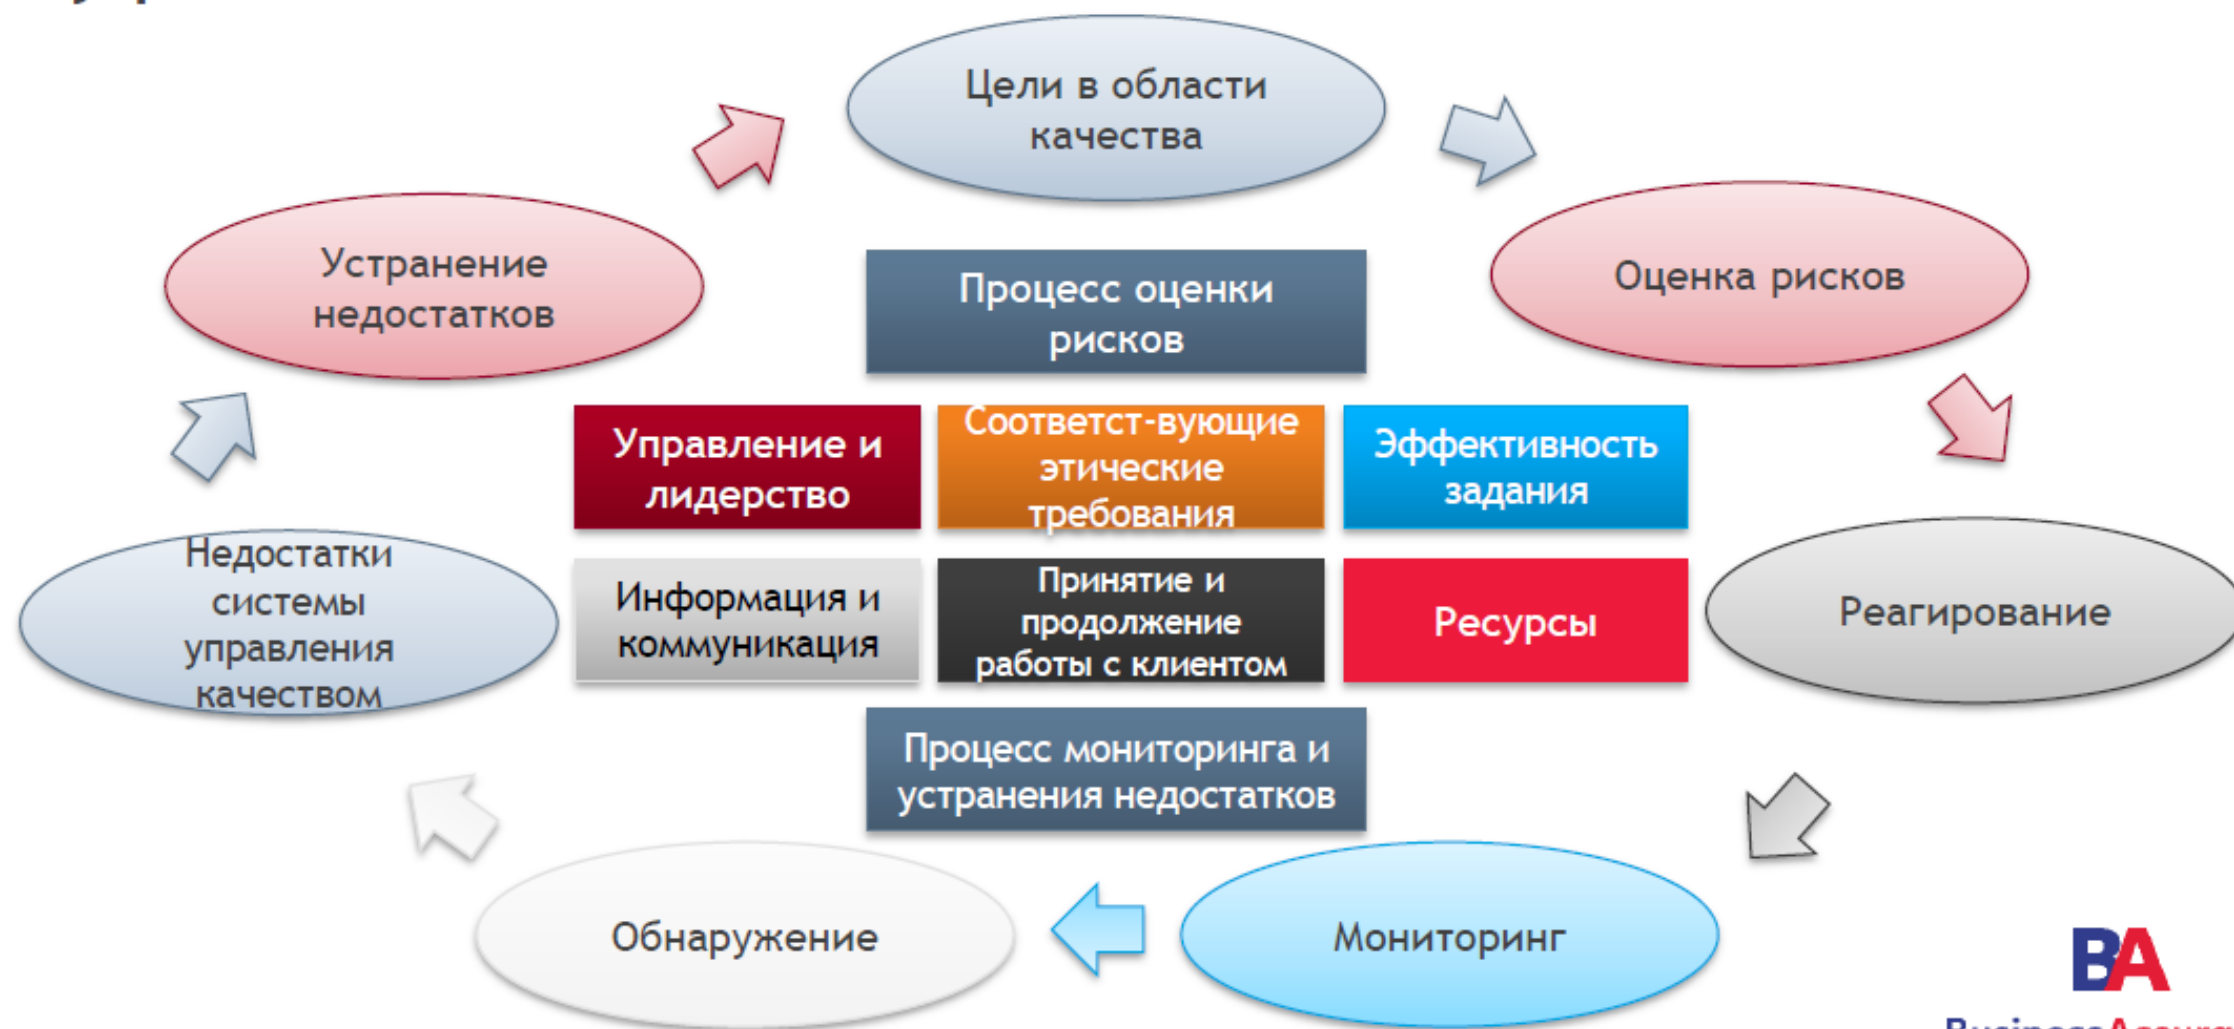 Цели в области
качества
Устранение
недостатков
Оценка рисков
Процесс оценки
рисков
Управление и
лидерство
Соответст-вующие
этические
требования
Эффективность
задания
Недостатки
системы
управления
качеством
Информация и
коммуникация
Принятие и
продолжение
работы с клиентом
Ресурсы
Реагирование
Процесс мониторинга и
устранения недостатков
Обнаружение
Мониторинг
BA